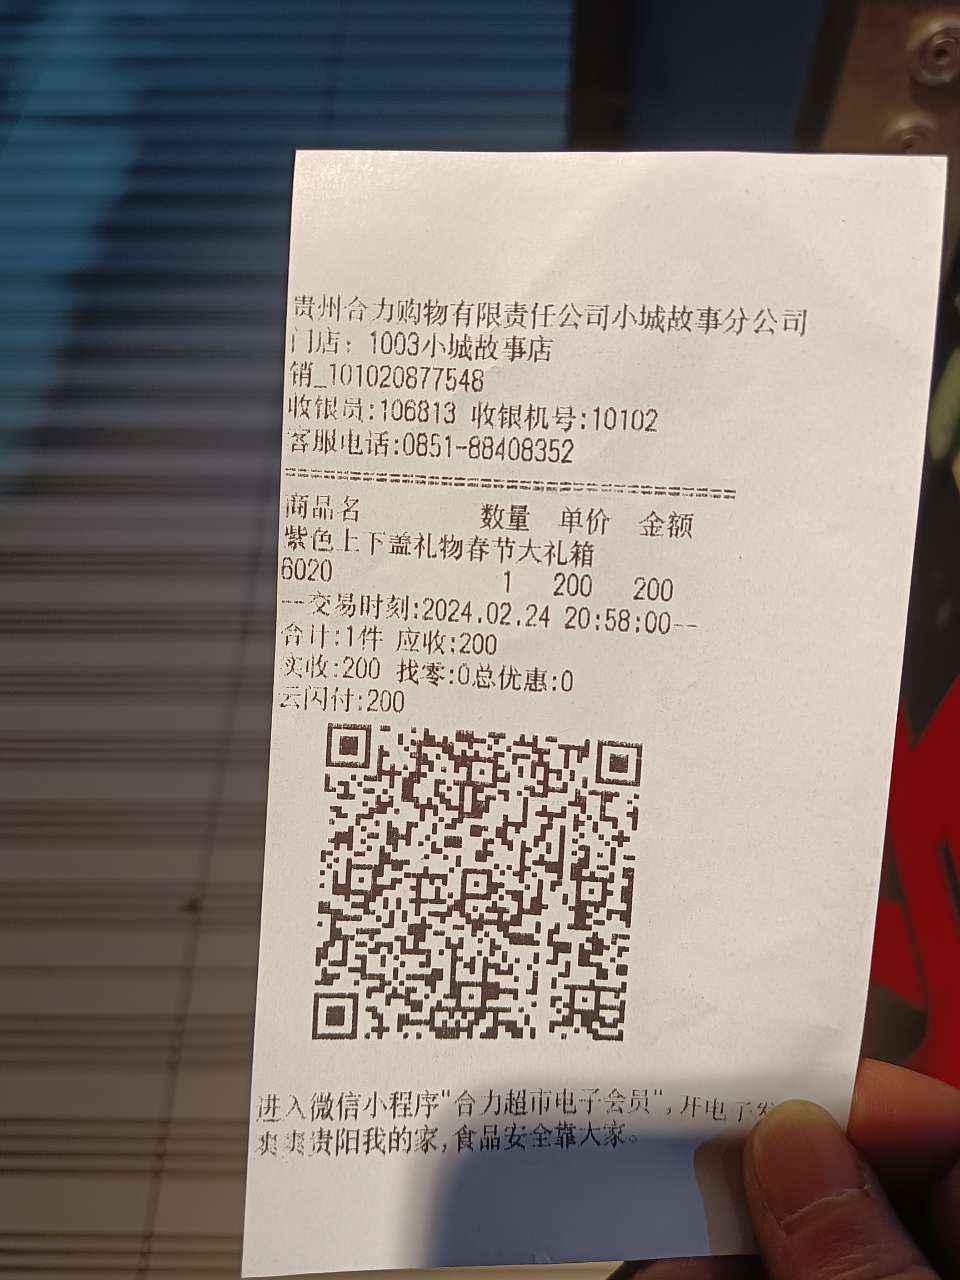 贵州合力购物有限责任公司小城故事分公司
门店：1003小城故事店
销_101020877548
收银员:106813 收银机号:10102
客服电话:0851-88408352
商品名 数量 单价 金额
紫色上下盖礼物春节大礼箱
6020 1 200 200
--交易时刻:2024.02.24 20:58:00--
合计:1件 应收:200
实收:200 找零:0总优惠:0
云闪付:200
进入微信小程序"合力超市电子会员",开电子发
爽爽贵阳我的家,食品安全靠大家。